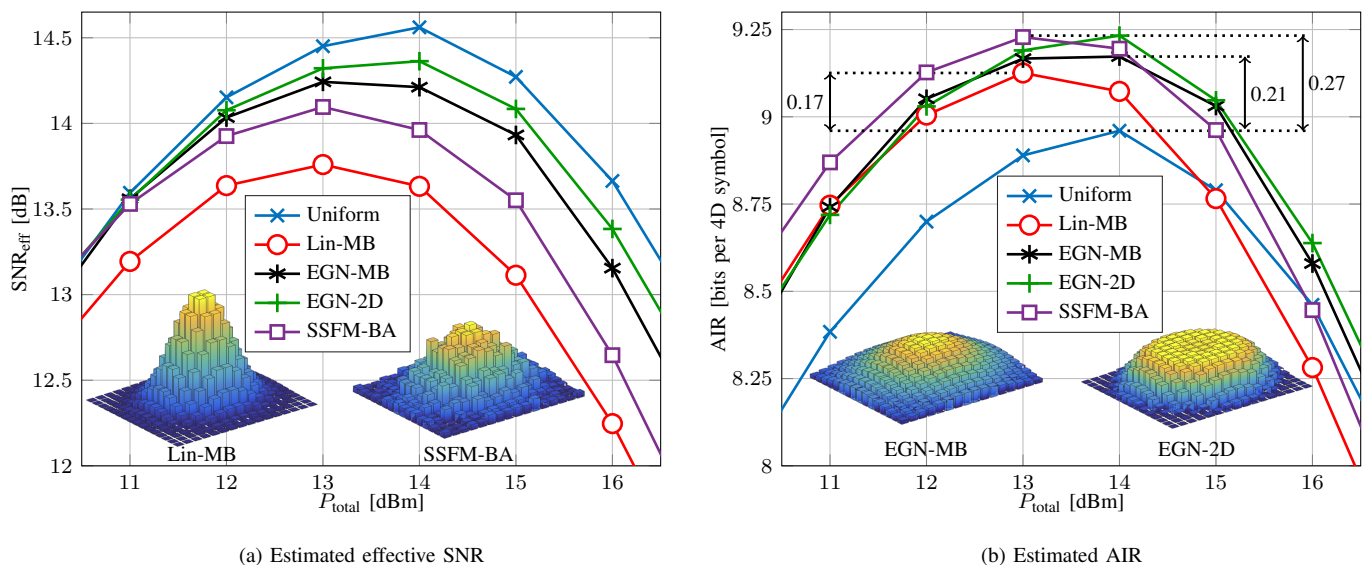 14.5
14
13.5
13
12.5
12
SNR_eff [dB]
Uniform
Lin-MB
EGN-MB
EGN-2D
SSFM-BA
Lin-MB
SSFM-BA
11
12
13
14
15
16
P_total [dBm]
(a) Estimated effective SNR
9.25
9
8.75
8.5
8.25
8
AIR [bits per 4D symbol]
0.17
0.21
0.27
Uniform
Lin-MB
EGN-MB
EGN-2D
SSFM-BA
EGN-MB
EGN-2D
11
12
13
14
15
16
P_total [dBm]
(b) Estimated AIR